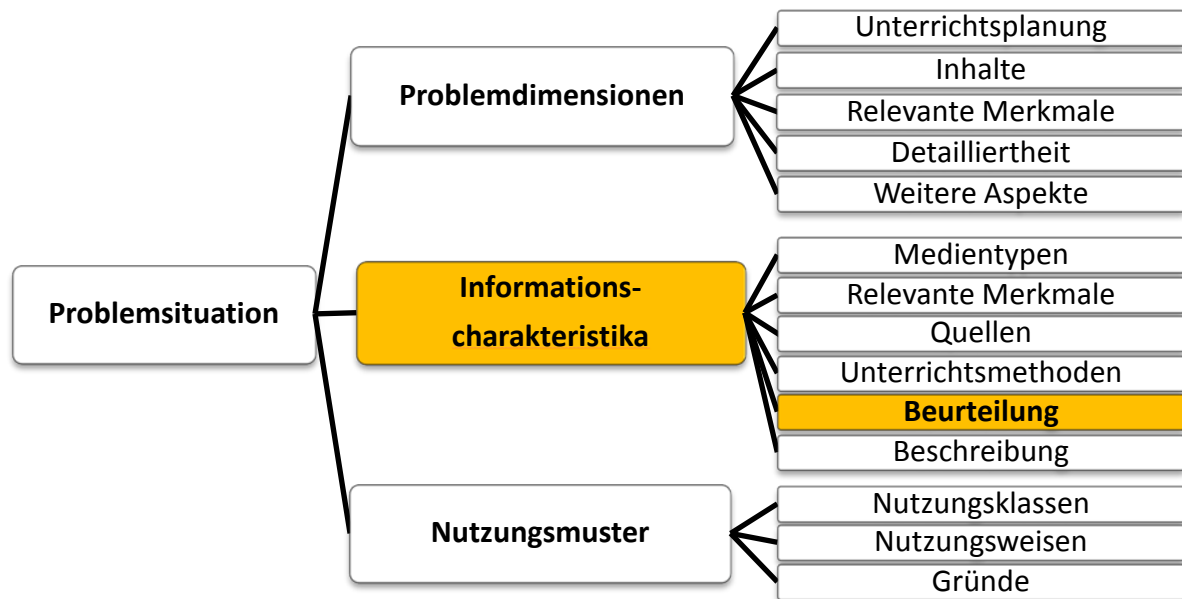 Problemsituation
Problemdimensionen
Unterrichtsplanung
Inhalte
Relevante Merkmale
Detailliertheit
Weitere Aspekte
Informations-
charakteristika
Medientypen
Relevante Merkmale
Quellen
Unterrichtsmethoden
Beurteilung
Beschreibung
Nutzungsmuster
Nutzungsklassen
Nutzungsweisen
Gründe